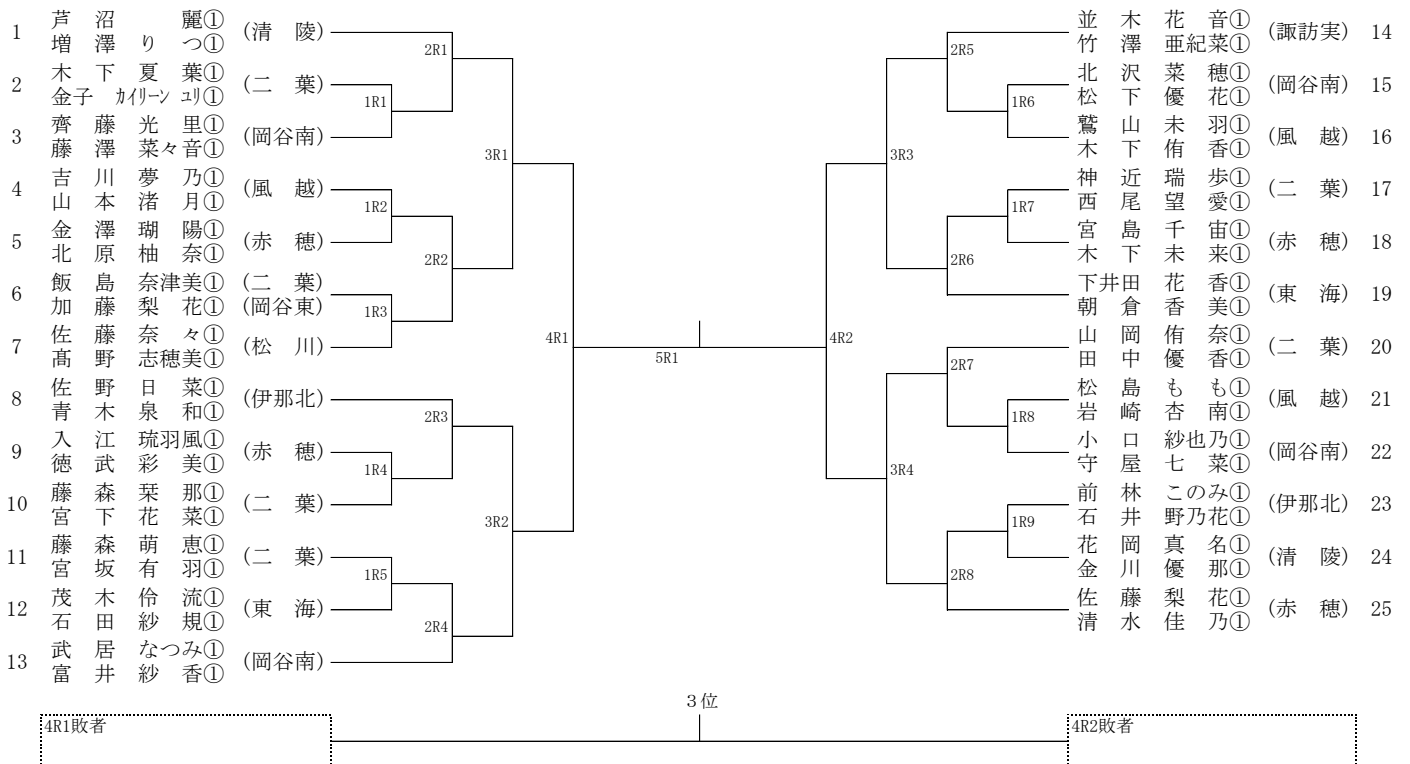 1 芦沼 麗① (清陵)
増澤りつ①
2R1
2 木下夏葉① (二葉)
金子 カイリーン ユリ①
1R1
3 齊藤光里① (岡谷南)
藤澤菜々音①
3R1
4 吉川夢乃① (風越)
山本渚月①
1R2
5 金澤瑚陽① (赤穂)
北原柚奈①
2R2
6 飯島奈津美① (二葉)
加藤梨花① (岡谷東)
1R3
7 佐藤奈々① (松川)
髙野志穂美①
4R1
8 佐野日菜① (伊那北)
青木泉和①
2R3
9 入江琉羽風① (赤穂)
徳武彩美①
1R4
10 藤森栞那① (二葉)
宮下花菜①
3R2
11 藤森萌恵① (二葉)
宮坂有羽①
1R5
12 茂木伶流① (東海)
石田紗規①
2R4
13 武居なつみ① (岡谷南)
富井紗香①
5R1
並木花音① (諏訪実) 14
竹澤亜紀菜①
2R5
北沢菜穂① (岡谷南) 15
松下優花①
1R6
鷲山未羽① (風越) 16
木下侑香①
3R3
神近瑞歩① (二葉) 17
西尾望愛①
1R7
宮島千宙① (赤穂) 18
木下未来①
2R6
下井田花香① (東海) 19
朝倉香美①
4R2
山岡侑奈① (二葉) 20
田中優香①
2R7
松島もも① (風越) 21
岩崎杏南①
1R8
小口紗也乃① (岡谷南) 22
守屋七菜①
3R4
前林このみ① (伊那北) 23
石井野乃花①
1R9
花岡真名① (清陵) 24
金川優那①
2R8
佐藤梨花① (赤穂) 25
清水佳乃①
3位
4R1敗者
4R2敗者